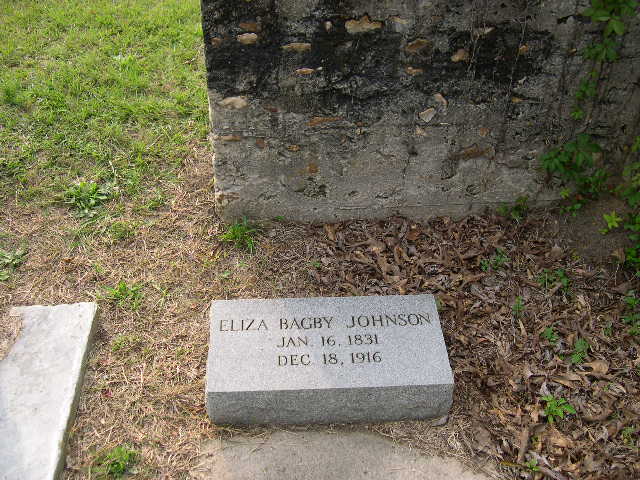 ELIZA BAGBY JOHNSON
JAN. 16, 1831
DEC. 18, 1916